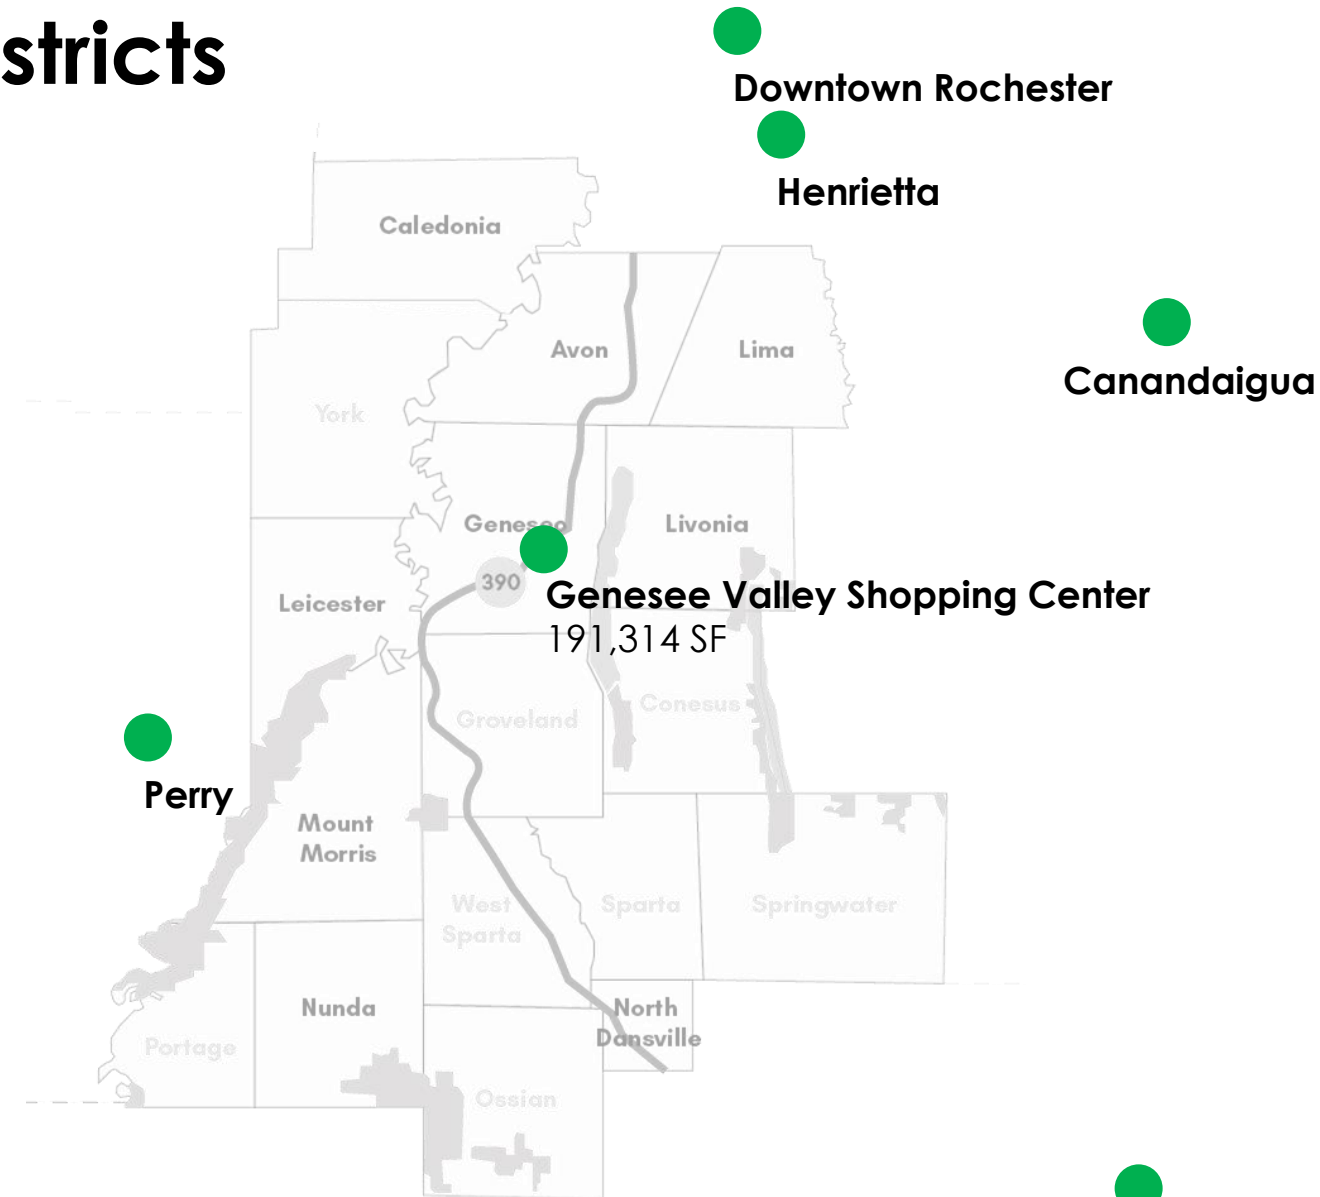 stricts
Downtown Rochester
Henrietta
Caledonia
Canandaigua
Avon
Lima
York
Geneseo
Livonia
390
Genesee Valley Shopping Center
191,314 SF
Leicester
Conesus
Groveland
Perry
Mount
Morris
West
Sparta
Sparta
Springwater
Nunda
North
Dansville
Portage
Ossian